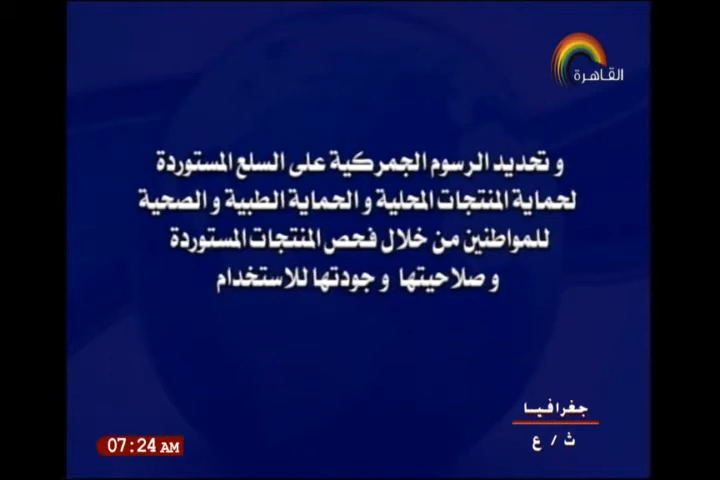 القاهرة
و تحديد الرسوم الجمركية على السلع المستوردة
لحماية المنتجات المحلية و الحماية الطبية و الصحية
للمواطنين من خلال فحص المنتجات المستوردة
و صلاحيتها و جودتها للاستخدام
جغرافيا
ث / ع
07:24 AM